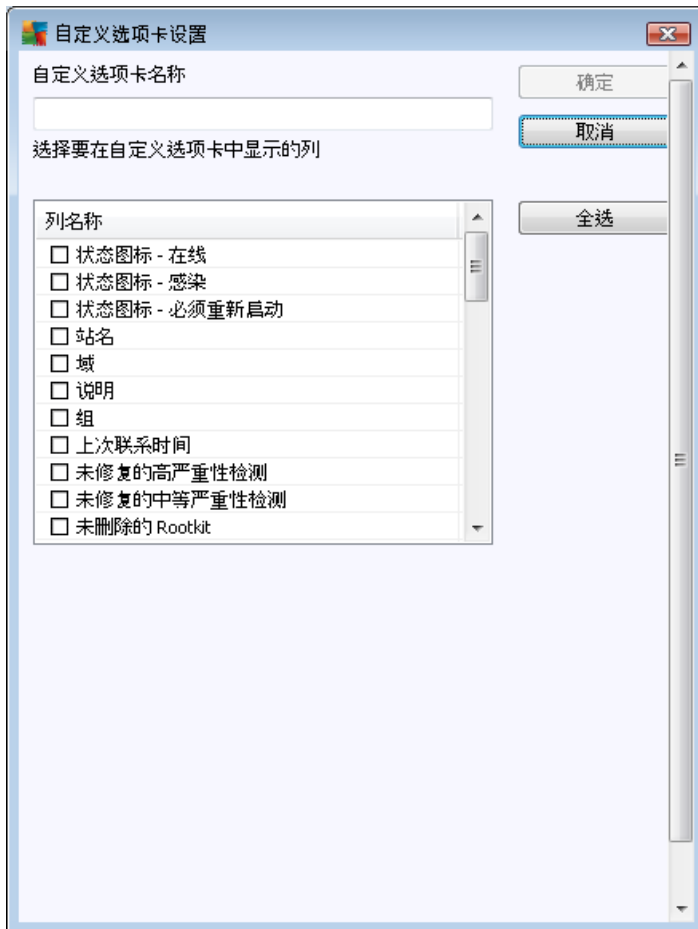 自定义选项卡设置
自定义选项卡名称
确定
取消
选择要在自定义选项卡中显示的列
全选
列名称
状态图标 - 在线
状态图标 - 感染
状态图标 - 必须重新启动
站名
域
说明
组
上次联系时间
未修复的高严重性检测
未修复的中等严重性检测
未删除的 Rootkit